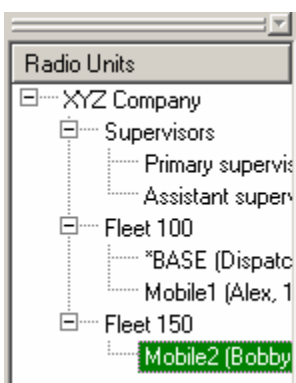 Radio Units
XYZ Company
Supervisors
Primary supervis
Assistant superv
Fleet 100
*BASE (Dispatc
Mobile1 (Alex, 1
Fleet 150
Mobile2 (Bobby